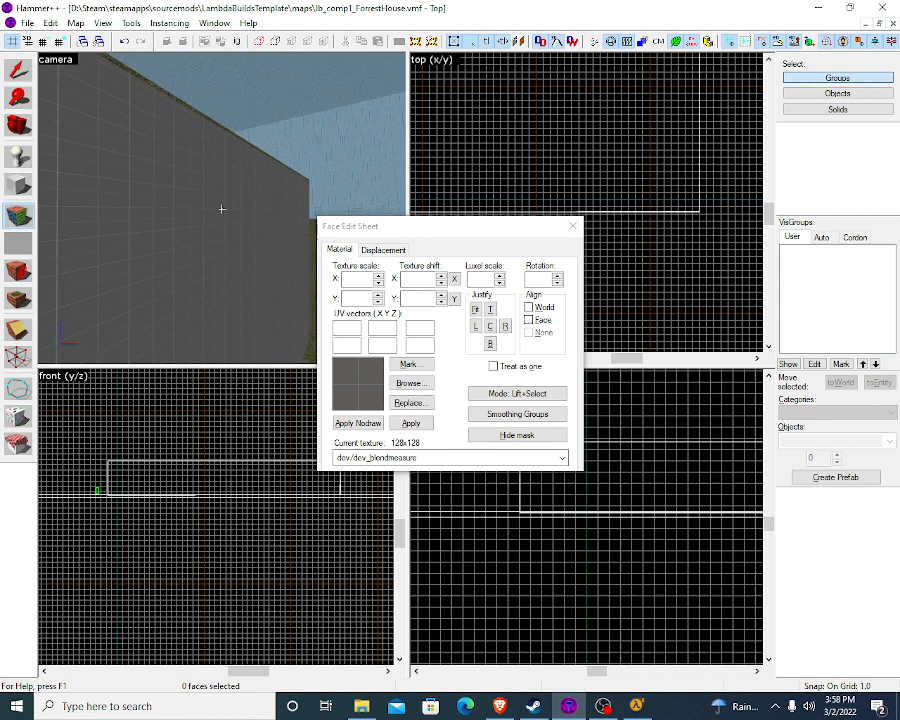 Hammer++ - [D:\Steam\steamapps\sourcemods\LambdaBuildsTemplate\maps\lb_comp1_ForrestHouse.vmf - Top]
File Edit Map View Tools Instancing Window Help
camera
top (x/y)
front (y/z)
Face Edit Sheet
Material Displacement
Texture scale: Texture shift: Luxel scale: Rotation:
X: X: X
Y: Y: Y
Justify
Fit T
L C R
B
Align
World
Face
None
UV vectors ( X Y Z ):
Treat as one
Mark...
Browse...
Replace...
Apply Nodraw Apply
Mode: Lift+Select
Smoothing Groups
Hide mask
Current texture: 128x128
dev/dev_blendmeasure
Select:
Groups
Objects
Solids
VisGroups:
User Auto Cordon
Show Edit Mark
Move selected: toWorld toEntity
Categories:
Objects:
0
Create Prefab
For Help, press F1
0 faces selected
Snap: On Grid: 1.0
Type here to search
Rain...
3:58 PM
3/2/2022
2